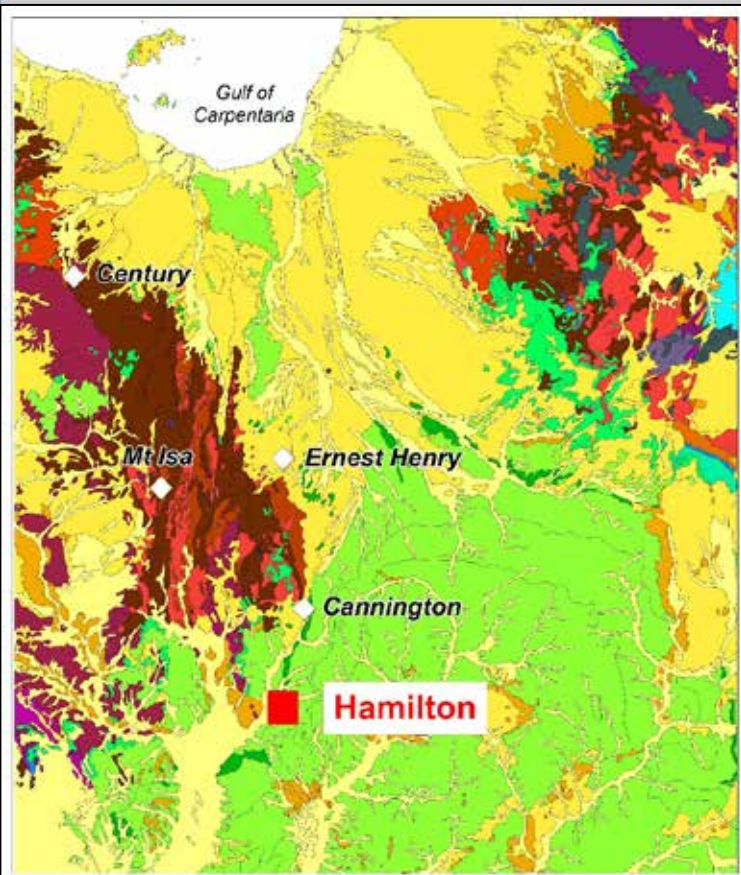 Gulf of
Carpentaria
Century
Mt Isa
Ernest Henry
Cannington
Hamilton